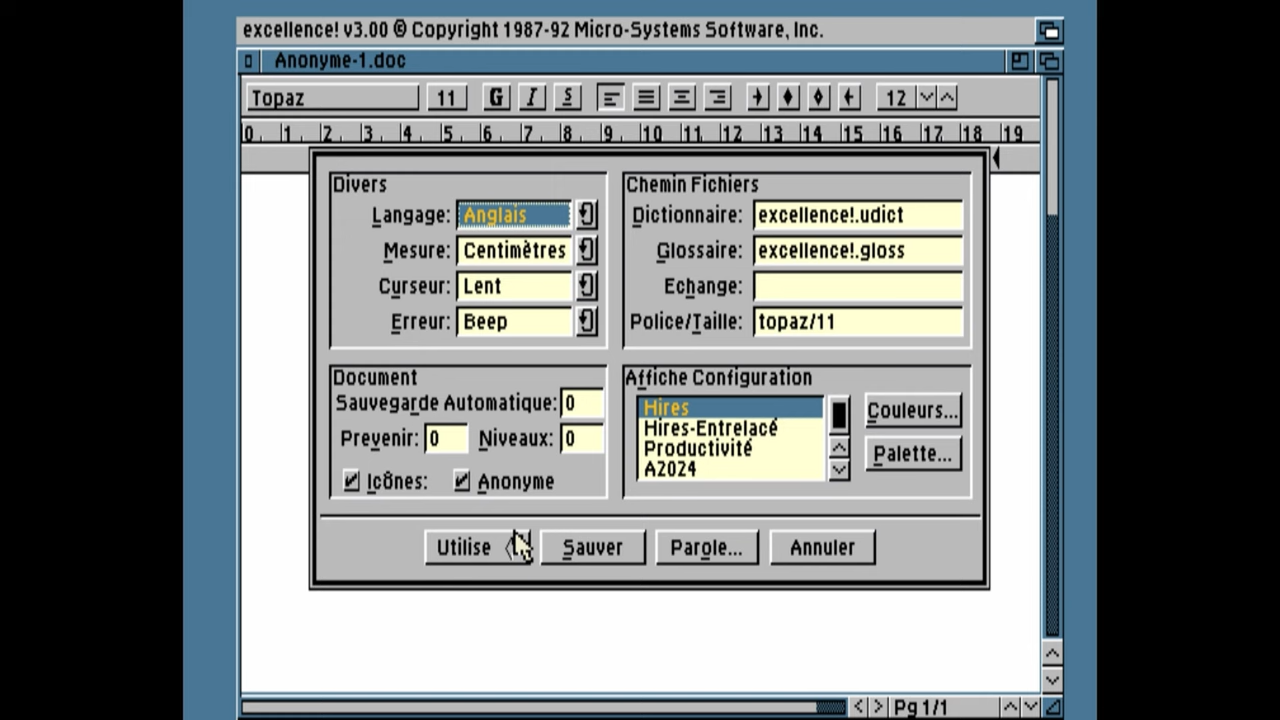 excellence! v3.00 © Copyright 1987-92 Micro-Systems Software, Inc.
Anonyme-1.doc
Topaz 11 G I S 12
0 1 2 3 4 5 6 7 8 9 10 11 12 13 14 15 16 17 18 19
Divers
Langage: Anglais
Mesure: Centimètres
Curseur: Lent
Erreur: Beep
Chemin Fichiers
Dictionnaire: excellence!.udict
Glossaire: excellence!.gloss
Echange:
Police/Taille: topaz/11
Document
Sauvegarde Automatique: 0
Prevenir: 0 Niveaux: 0
Icônes: Anonyme
Affiche Configuration
Hires
Hires-Entrelacé
Productivité
A2024
Couleurs...
Palette...
Utilise Sauver Parole... Annuler
Pg 1/1